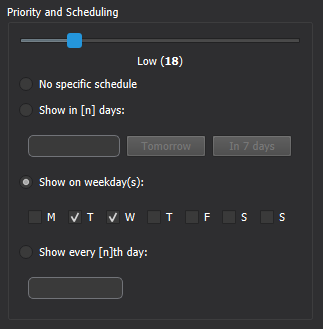 Priority and Scheduling
Low (18)
No specific schedule
Show in [n] days:
Tomorrow In 7 days
Show on weekday(s):
M T W T F S S
Show every [n]th day: